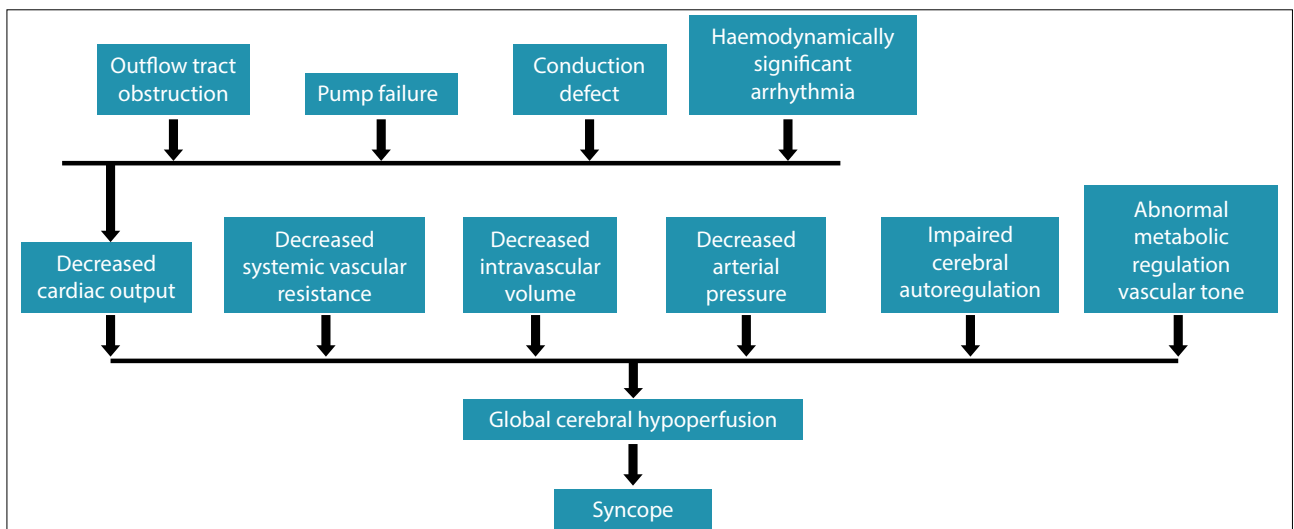 Outflow tract
obstruction
Pump failure
Conduction
defect
Haemodynamically
significant
arrhythmia
Decreased
cardiac output
Decreased
systemic vascular
resistance
Decreased
intravascular
volume
Decreased
arterial
pressure
Impaired
cerebral
autoregulation
Abnormal
metabolic
regulation
vascular tone
Global cerebral hypoperfusion
Syncope